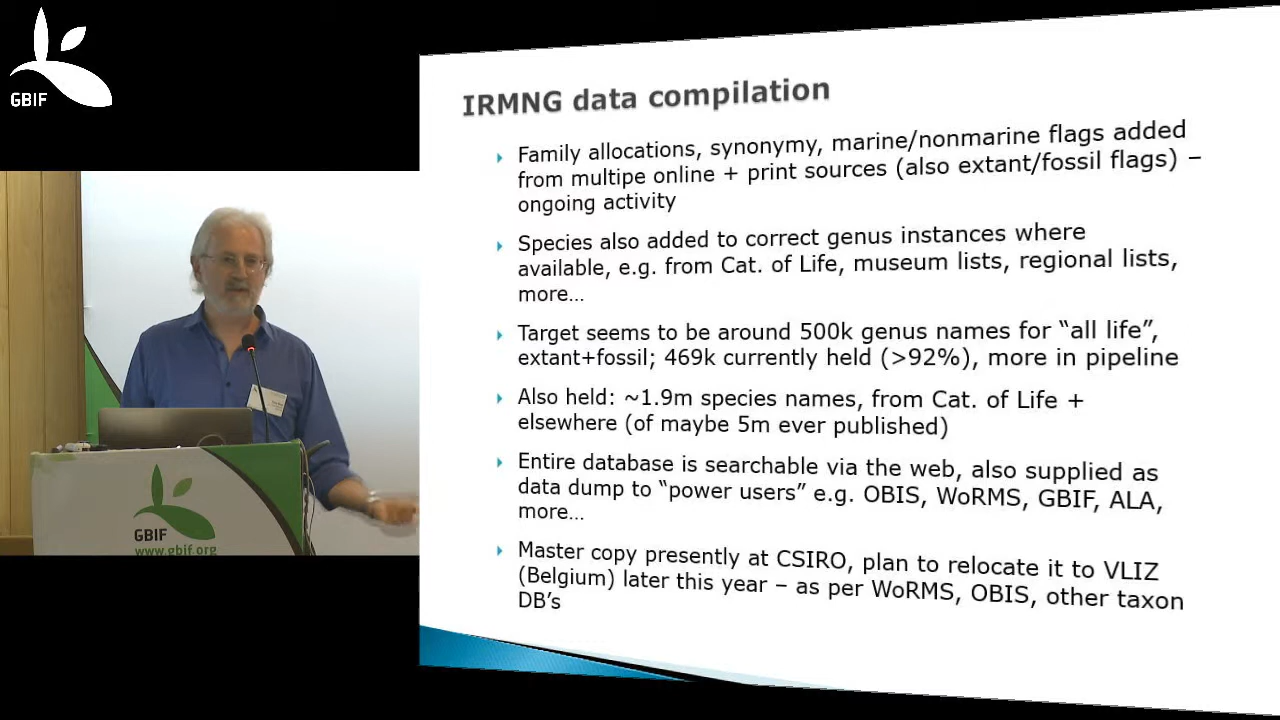 GBIF
IRMNG data compilation
Family allocations, synonymy, marine/nonmarine flags added
from multipe online + print sources (also extant/fossil flags) –
ongoing activity
Species also added to correct genus instances where
available, e.g. from Cat. of Life, museum lists, regional lists,
more…
Target seems to be around 500k genus names for “all life”,
extant+fossil; 469k currently held (>92%), more in pipeline
Also held: ~1.9m species names, from Cat. of Life +
elsewhere (of maybe 5m ever published)
Entire database is searchable via the web, also supplied as
data dump to “power users” e.g. OBIS, WoRMS, GBIF, ALA,
more…
Master copy presently at CSIRO, plan to relocate it to VLIZ
(Belgium) later this year – as per WoRMS, OBIS, other taxon
DB’s
GBIF
www.gbif.org